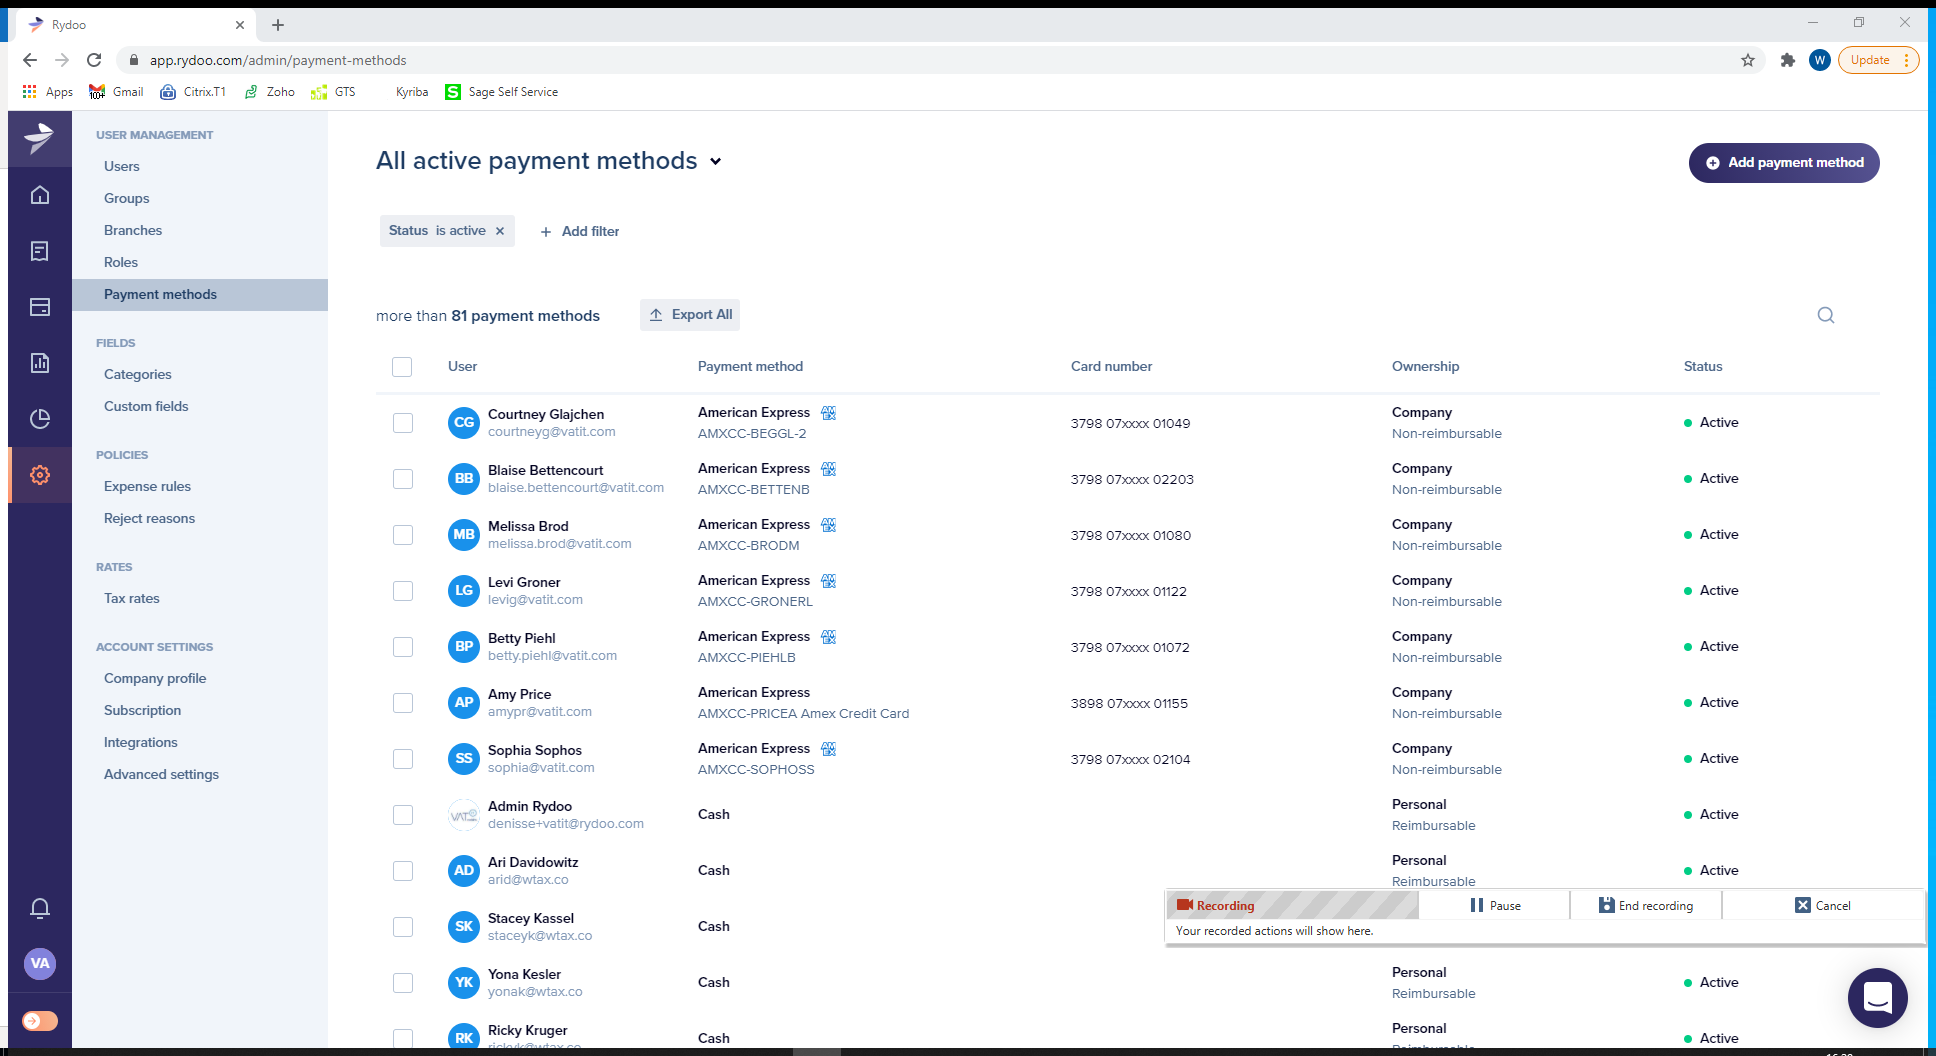 Rydoo
app.rydoo.com/admin/payment-methods
W
Update
Apps
100+
Gmail
Citrix.T1
Zoho
GTS
Kyriba
S
Sage Self Service
USER MANAGEMENT
Users
Groups
Branches
Roles
Payment methods
FIELDS
Categories
Custom fields
POLICIES
Expense rules
Reject reasons
RATES
Tax rates
ACCOUNT SETTINGS
Company profile
Subscription
Integrations
Advanced settings
VA
All active payment methods
Add payment method
Status is active
Add filter
more than 81 payment methods
Export All
User Payment method Card number Ownership Status
CG Courtney Glajchen American Express 3798 07xxxx 01049 Company Active
courtneyg@vatit.com AMXCC-BEGGL-2 Non-reimbursable
BB Blaise Bettencourt American Express 3798 07xxxx 02203 Company Active
blaise.bettencourt@vatit.com AMXCC-BETTENB Non-reimbursable
MB Melissa Brod American Express 3798 07xxxx 01080 Company Active
melissa.brod@vatit.com AMXCC-BRODM Non-reimbursable
LG Levi Groner American Express 3798 07xxxx 01122 Company Active
levig@vatit.com AMXCC-GRONERL Non-reimbursable
BP Betty Piehl American Express 3798 07xxxx 01072 Company Active
betty.piehl@vatit.com AMXCC-PIEHLB Non-reimbursable
AP Amy Price American Express 3898 07xxxx 01155 Company Active
amypr@vatit.com AMXCC-PRICEA Amex Credit Card Non-reimbursable
SS Sophia Sophos American Express 3798 07xxxx 02104 Company Active
sophia@vatit.com AMXCC-SOPHOSS Non-reimbursable
VAT Admin Rydoo Cash Personal Active
denisse+vatit@rydoo.com Reimbursable
AD Ari Davidowitz Cash Personal Active
arid@wtax.co Reimbursable
SK Stacey Kassel Cash
staceyk@wtax.co
YK Yona Kesler Cash Personal Active
yonak@wtax.co Reimbursable
RK Ricky Kruger Cash Personal Active
rickyk@wtax.co Reimbursable
Recording
Pause
End recording
Cancel
Your recorded actions will show here.